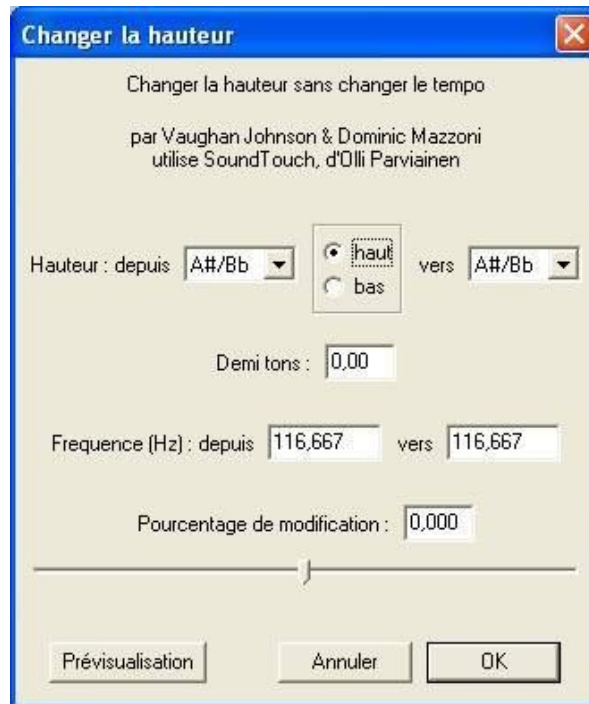 Changer la hauteur
Changer la hauteur sans changer le tempo
par Vaughan Johnson & Dominic Mazzoni
utilise SoundTouch, d'Olli Parviainen
Hauteur : depuis A#/Bb haut bas vers A#/Bb
Demi tons : 0,00
Frequence (Hz) : depuis 116,667 vers 116,667
Pourcentage de modification : 0,000
Prévisualisation Annuler OK